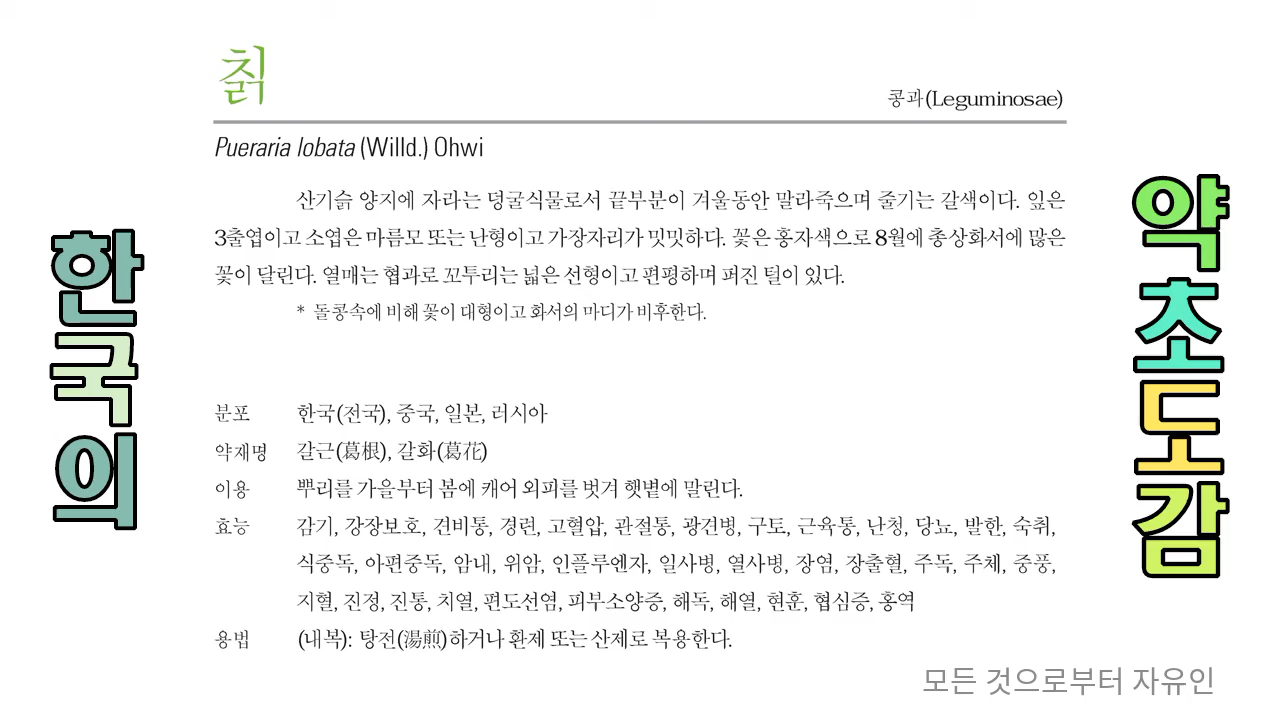 칡
콩과(Leguminosae)
Pueraria lobata (Willd.) Ohwi
산기슭 양지에 자라는 덩굴식물로서 끝부분이 겨울동안 말라죽으며 줄기는 갈색이다. 잎은
3출엽이고 소엽은 마름모 또는 난형이고 가장자리가 밋밋하다. 꽃은 홍자색으로 8월에 총상화서에 많은
꽃이 달린다. 열매는 협과로 꼬투리는 넓은 선형이고 편평하며 퍼진 털이 있다.
* 돌콩속에 비해 꽃이 대형이고 화서의 마디가 비후한다.
분포 한국(전국), 중국, 일본, 러시아
약재명 갈근(葛根), 갈화(葛花)
이용 뿌리를 가을부터 봄에 캐어 외피를 벗겨 햇볕에 말린다.
효능 감기, 강장보호, 견비통, 경련, 고혈압, 관절통, 광견병, 구토, 근육통, 난청, 당뇨, 발한, 숙취,
식중독, 아편중독, 암내, 위암, 인플루엔자, 일사병, 열사병, 장염, 장출혈, 주독, 주체, 중풍,
지혈, 진정, 진통, 치열, 편도선염, 피부소양증, 해독, 해열, 현훈, 협심증, 홍역
용법 (내복): 탕전(湯煎)하거나 환제 또는 산제로 복용한다.
한국의
약초도감
모든 것으로부터 자유인